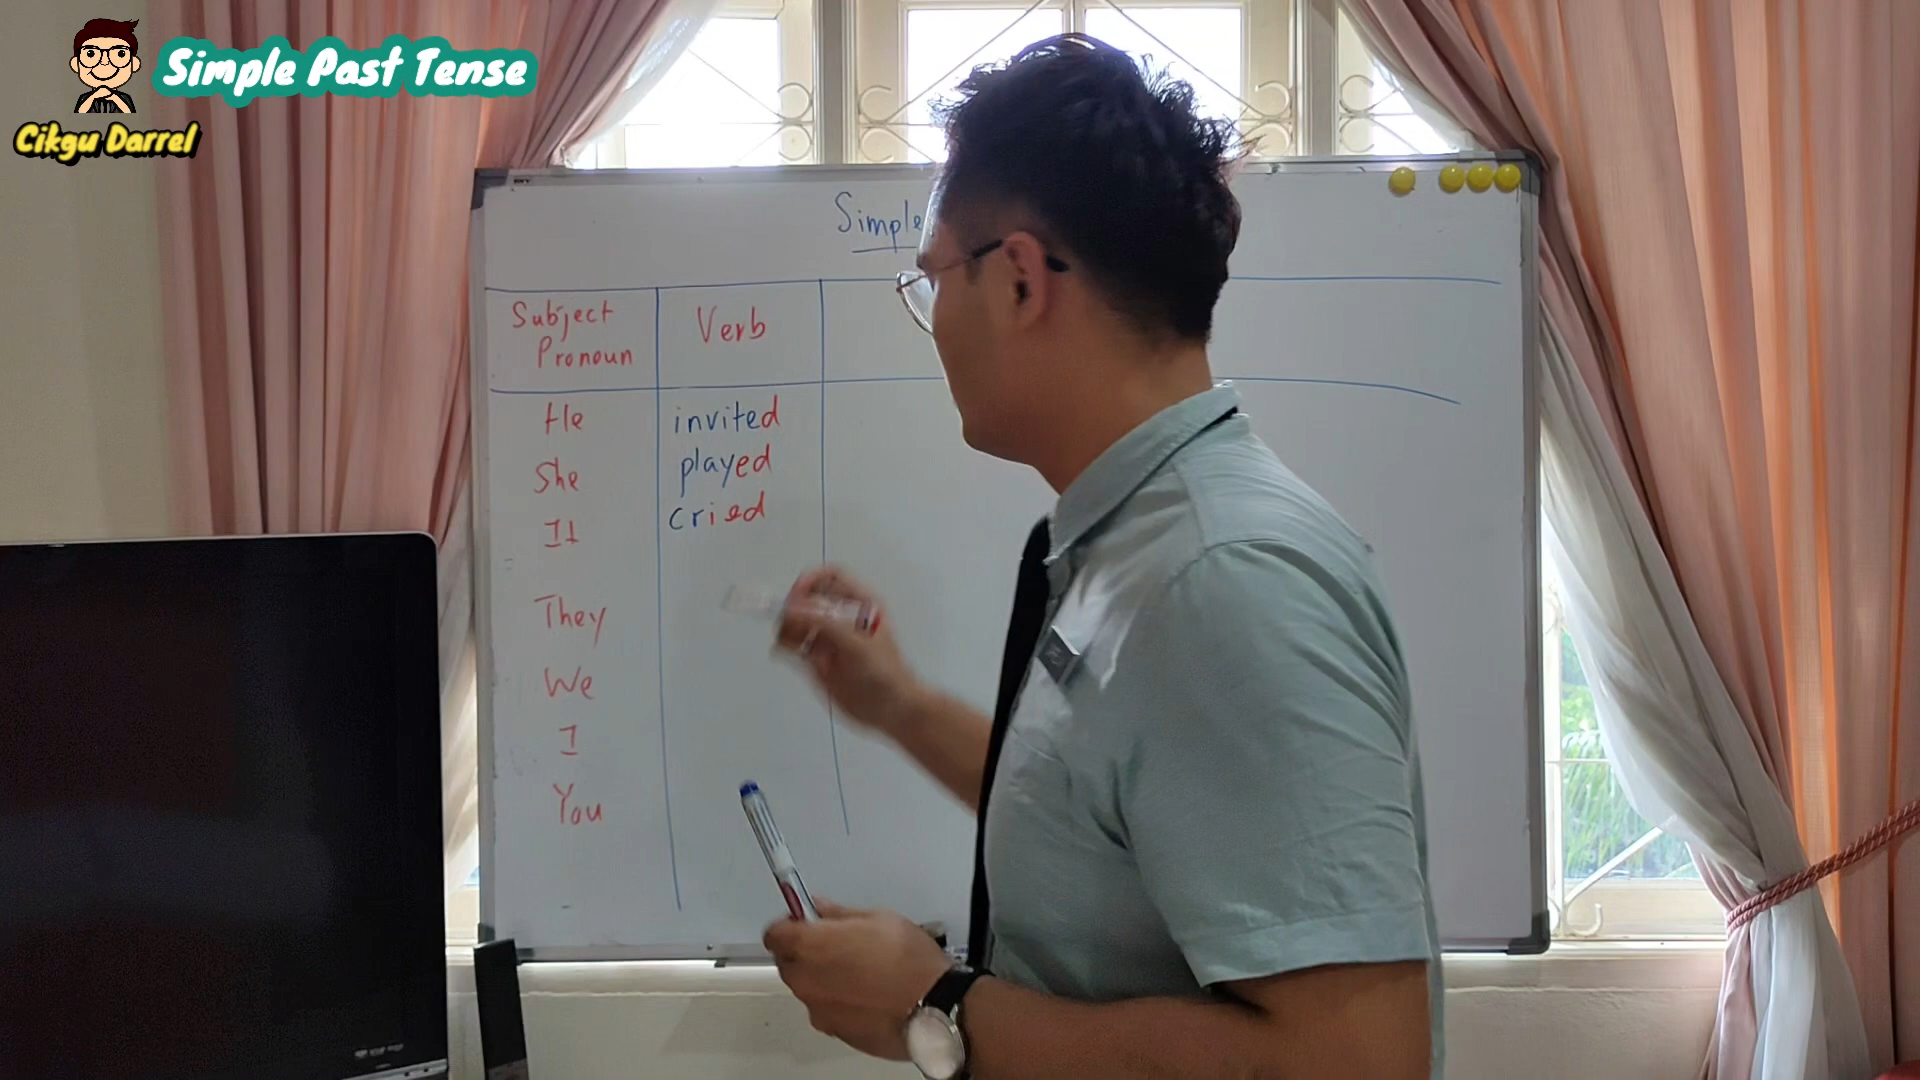 Simple Past Tense
Cikgu Darrel
Simple
Subject Pronoun
Verb
He
invited
She
played
It
cried
They
We
I
You